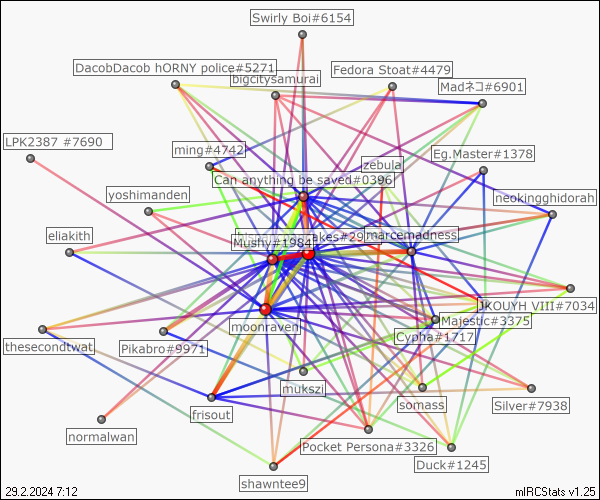 Swirly Boi#6154
DacobDacob hORNY police#5271
Fedora Stoat#4479
bigcitysamurai
Madネコ#6901
LPK2387 #7690
ming#4742
Eg.Master#1378
zebula
Can anything be saved#0396
yoshimanden
neokingghidorah
eliakith
marcemadness
Mushy#1984
akes#29
JKOUYH VIII#7034
Majestic#3375
moonraven
Cypha#1717
thesecondtwat
Pikabro#9971
mukszi
somass
Silver#7938
frisout
normalwan
Pocket Persona#3326
Duck#1245
shawntee9
29.2.2024 7:12
mIRCStats v1.25